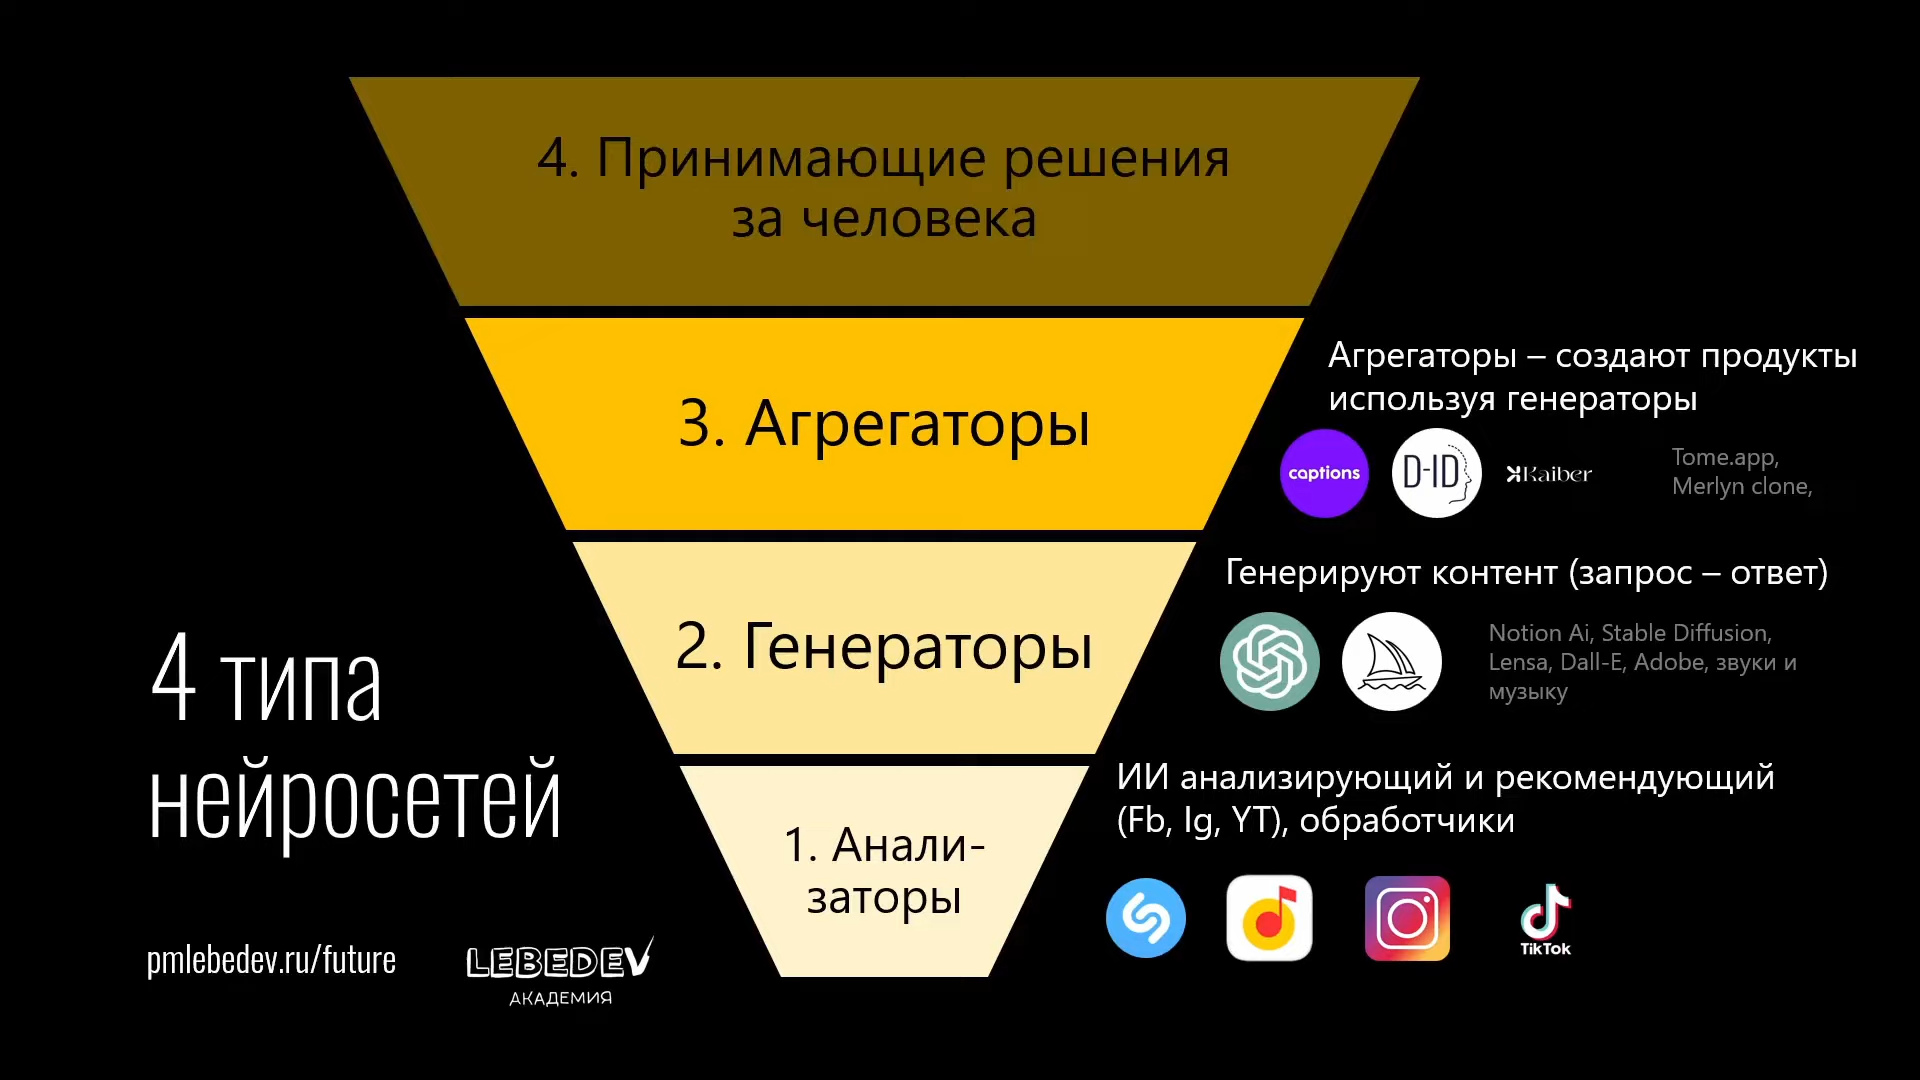 4. Принимающие решения
за человека
3. Агрегаторы
Агрегаторы – создают продукты
используя генераторы
captions
D-ID
Kaiber
Tome.app,
Merlyn clone,
2. Генераторы
Генерируют контент (запрос – ответ)
Notion Ai, Stable Diffusion,
Lensa, Dall-E, Adobe, звуки и
музыку
1. Анали-
заторы
ИИ анализирующий и рекомендующий
(Fb, Ig, YT), обработчики
TikTok
4 типа
нейросетей
pmlebedev.ru/future
LEBEDEV
АКАДЕМИЯ